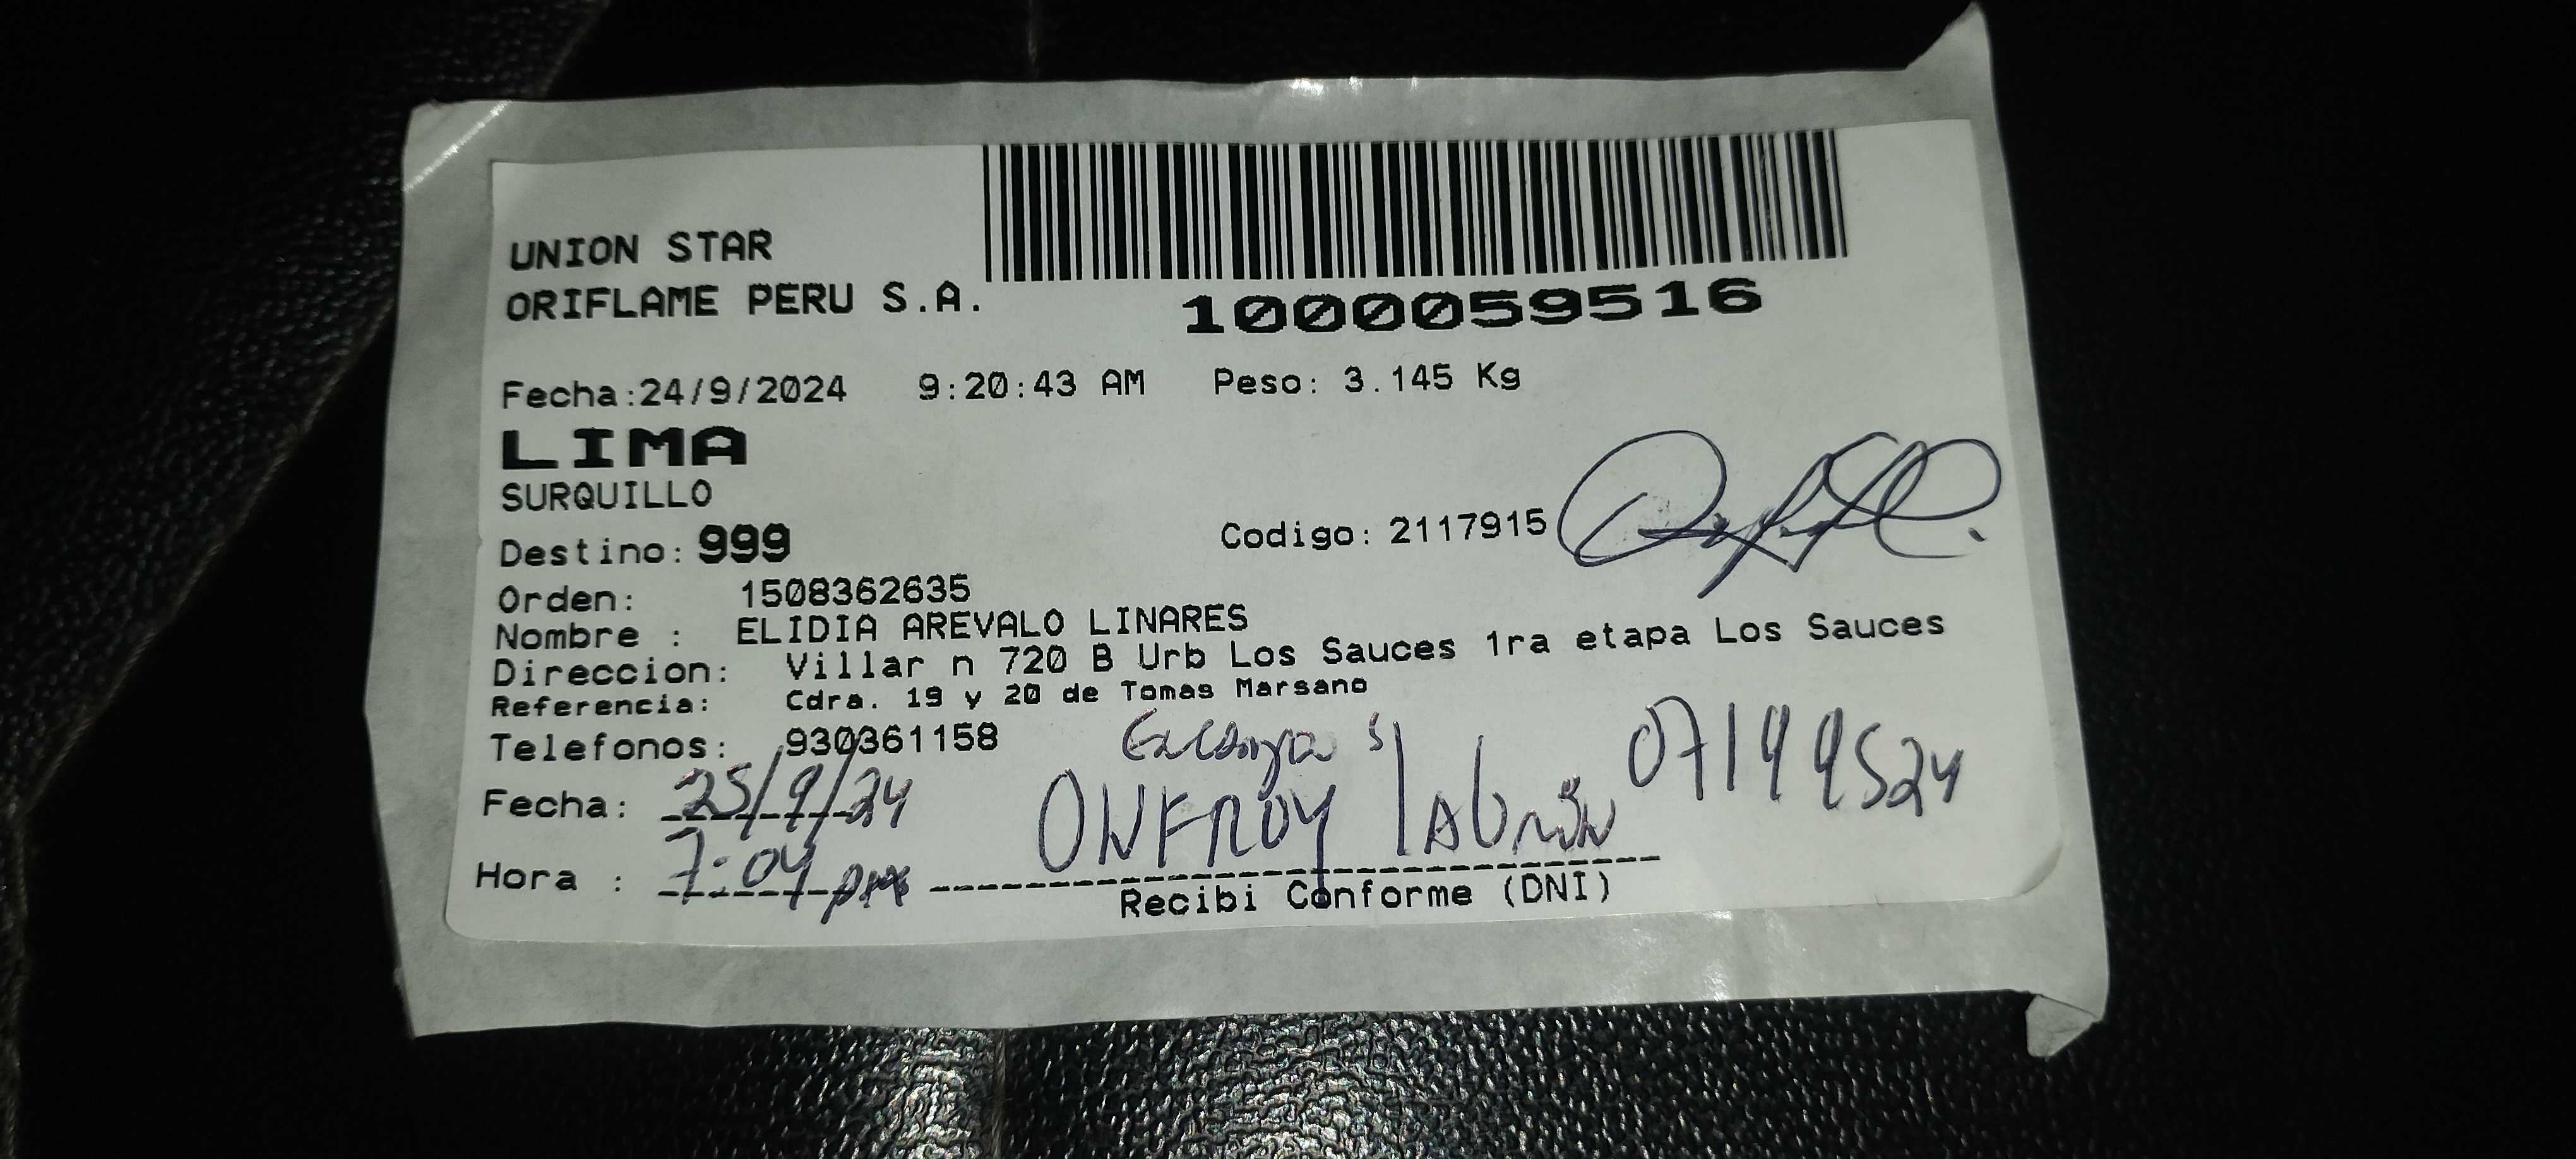 UNION STAR
ORIFLAME PERU S.A.
1000059516
Fecha:24/9/2024 9:20:43 AM Peso: 3.145 Kg
LIMA
SURQUILLO
Destino: 999 Codigo: 2117915
Orden: 1508362635
Nombre : ELIDIA AREVALO LINARES
Direccion: Villar n 720 B Urb Los Sauces 1ra etapa Los Sauces
Referencia: Cdra. 19 y 20 de Tomas Marsano
Telefonos: 930361158
07199524
Fecha: 25/9/24 ONFROY
Hora : 7:04 pm
Recibi Conforme (DNI)